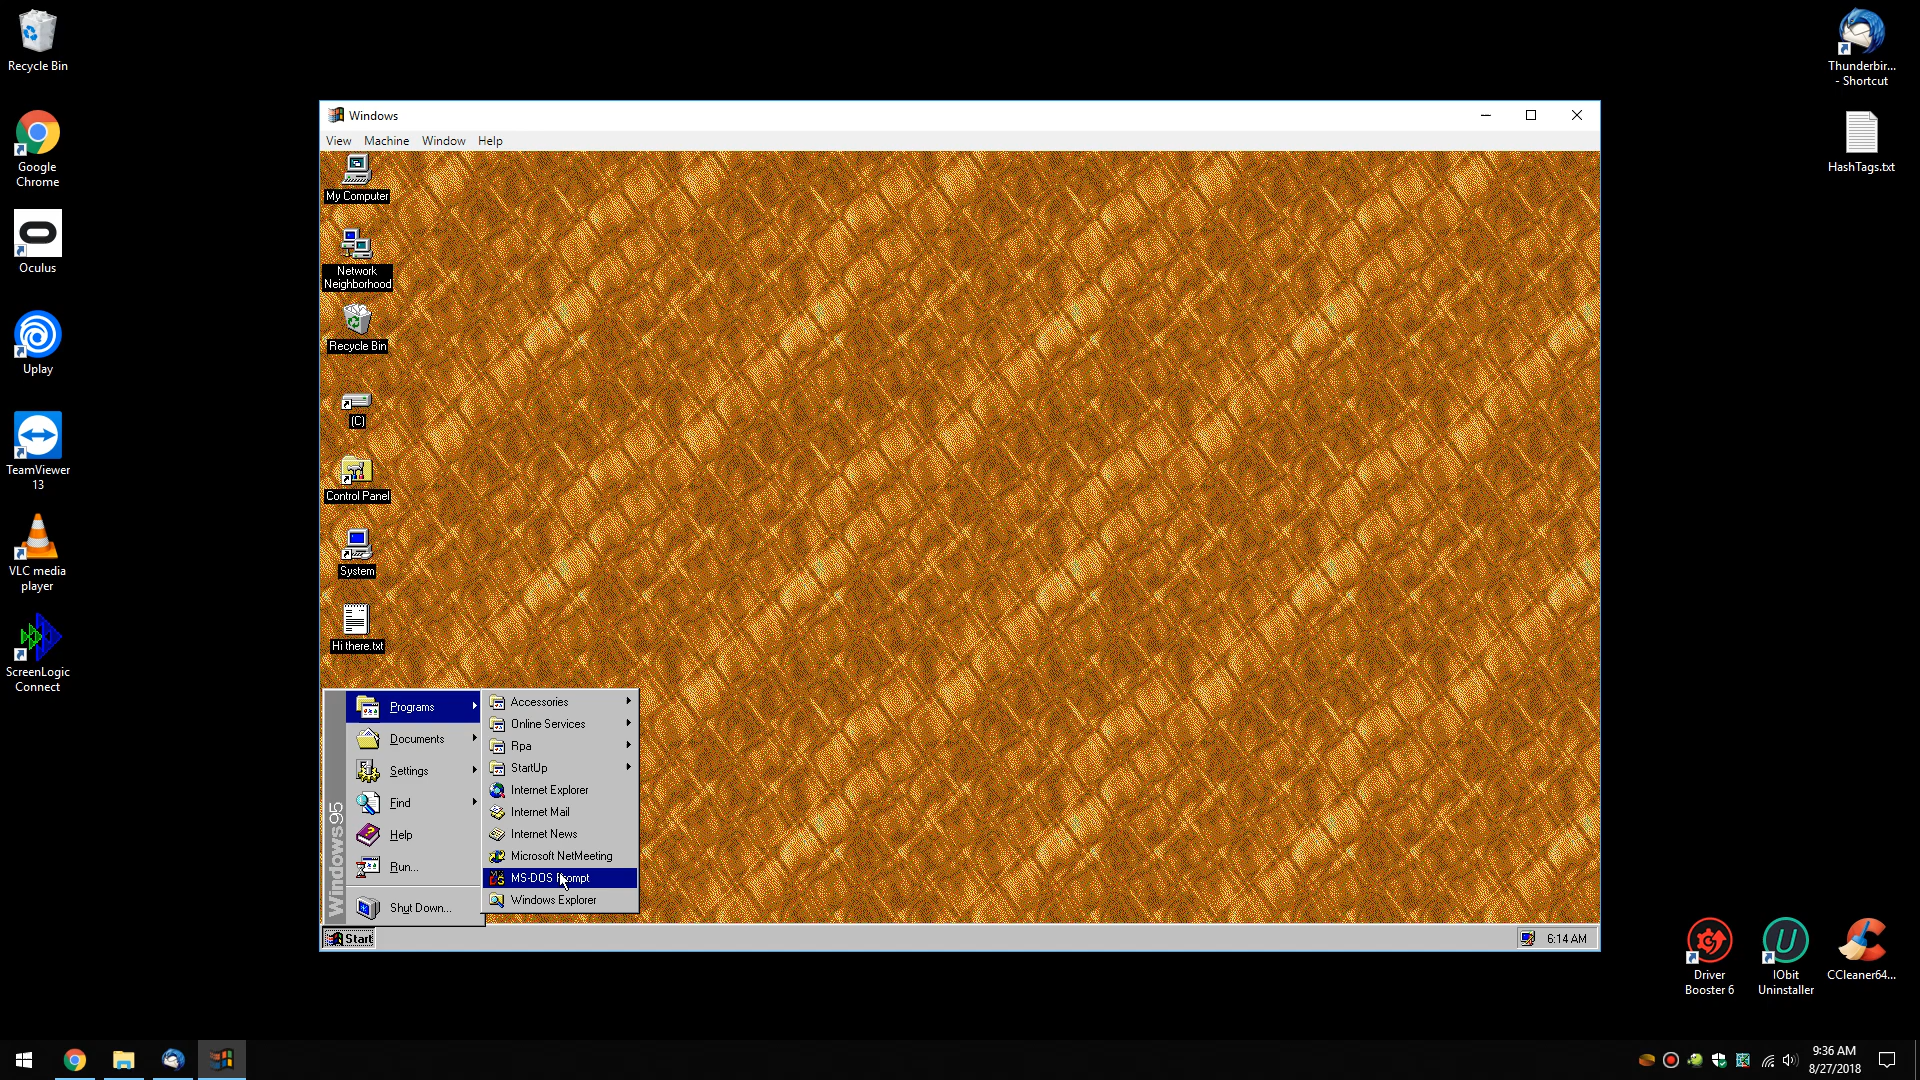 Recycle Bin
Google
Chrome
Oculus
Uplay
TeamViewer
13
VLC media
player
ScreenLogic
Connect
Windows
View Machine Window Help
My Computer
Network
Neighborhood
Recycle Bin
(C)
Control Panel
System
Hi there.txt
Windows95
Programs
Documents
Settings
Find
Help
Run...
Shut Down...
Accessories
Online Services
Rpa
StartUp
Internet Explorer
Internet Mail
Internet News
Microsoft NetMeeting
MS-DOS Prompt
Windows Explorer
Start
6:14 AM
Thunderbir...
- Shortcut
HashTags.txt
Driver
Booster 6
IObit
Uninstaller
CCleaner64...
9:36 AM
8/27/2018